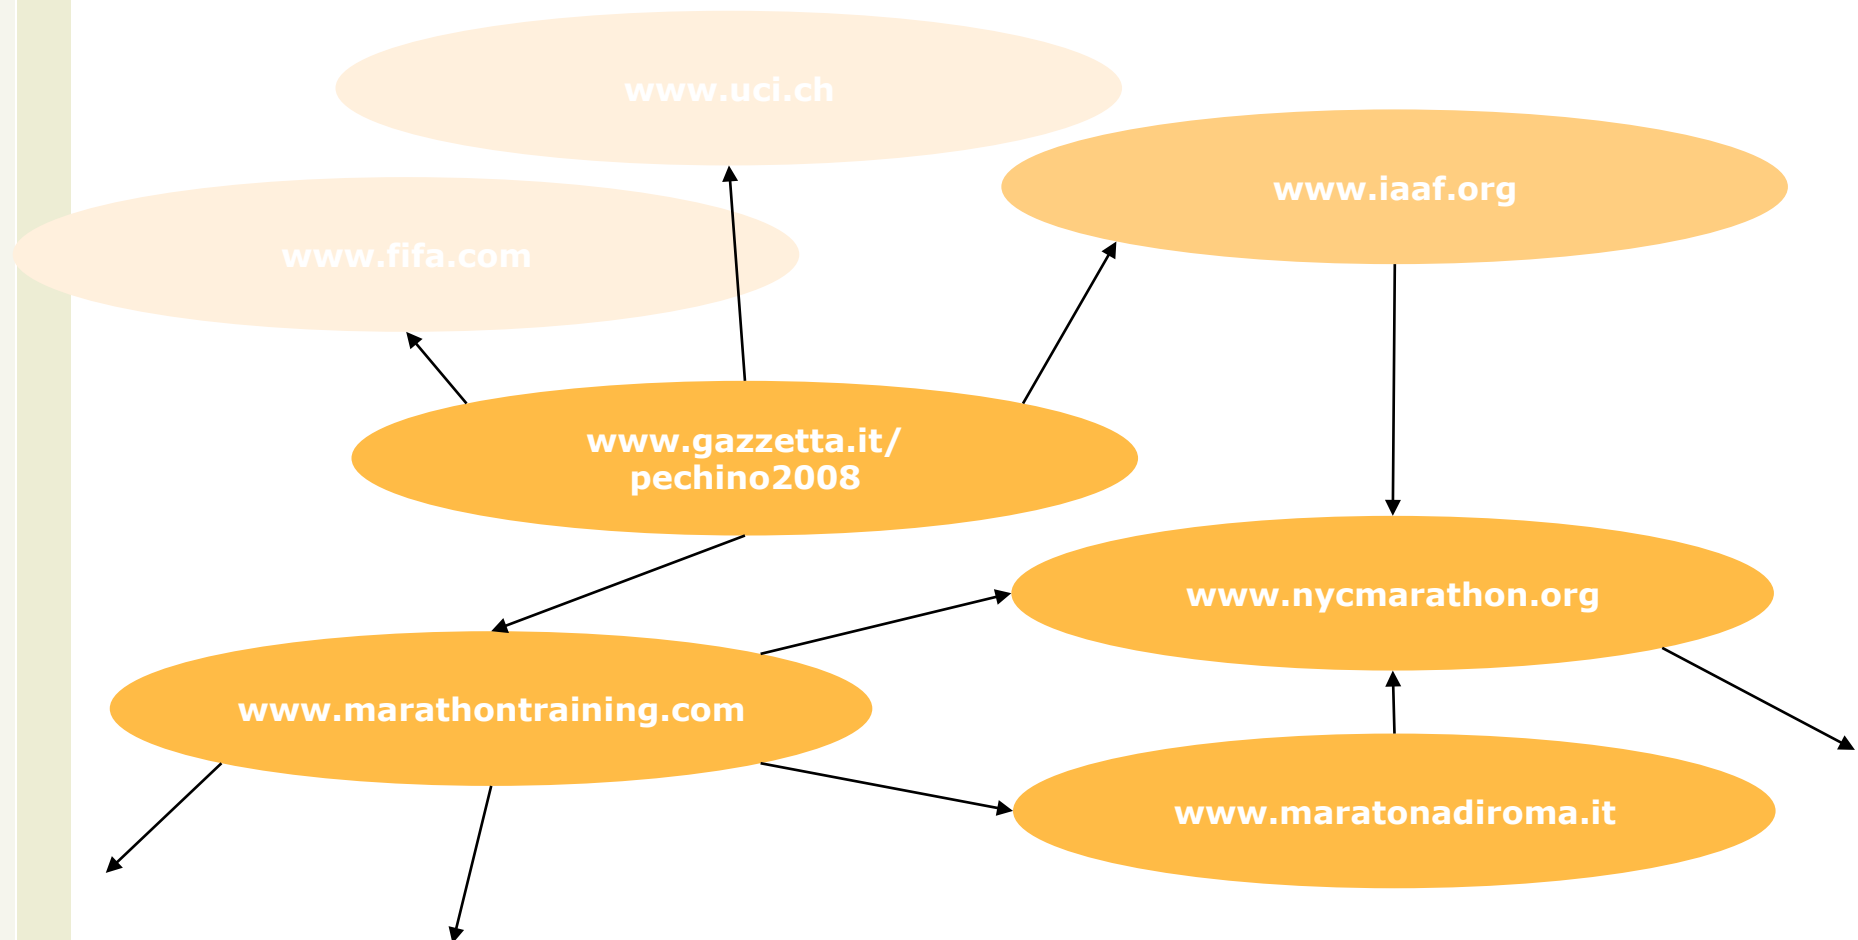 www.uci.ch
www.iaaf.org
www.fifa.com
www.gazzetta.it/
pechino2008
www.nycmarathon.org
www.marathontraining.com
www.maratonadiroma.it